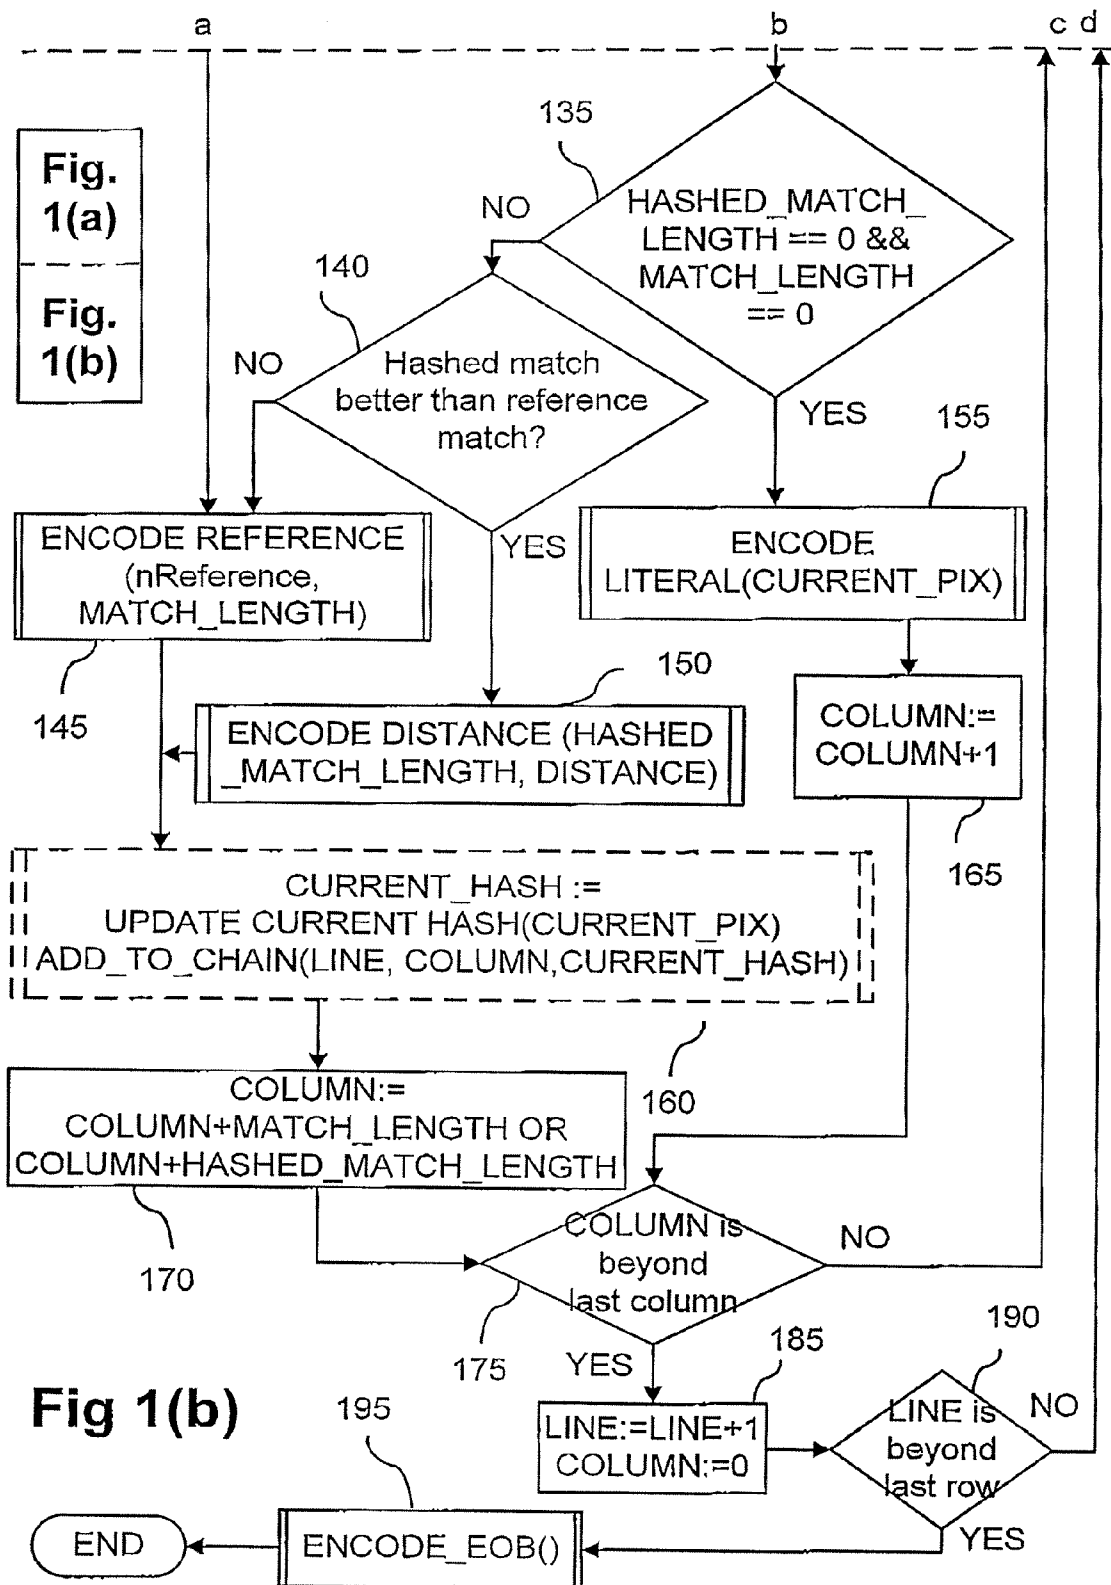 a
b
c
d
Fig.
1(a)
Fig.
1(b)
135
HASHED_MATCH_
LENGTH == 0 &&
MATCH_LENGTH
== 0
NO
YES
140
Hashed match
better than reference
match?
NO
YES
155
ENCODE
LITERAL(CURRENT_PIX)
ENCODE REFERENCE
(nReference,
MATCH_LENGTH)
145
150
ENCODE DISTANCE (HASHED
_MATCH_LENGTH, DISTANCE)
COLUMN:=
COLUMN+1
165
CURRENT_HASH :=
UPDATE CURRENT HASH(CURRENT_PIX)
ADD_TO_CHAIN(LINE, COLUMN,CURRENT_HASH)
160
COLUMN:=
COLUMN+MATCH_LENGTH OR
COLUMN+HASHED_MATCH_LENGTH
170
COLUMN is
beyond
last column
NO
175
YES
185
LINE:=LINE+1
COLUMN:=0
190
LINE is
beyond
last row
NO
YES
Fig 1(b)
195
ENCODE_EOB()
END